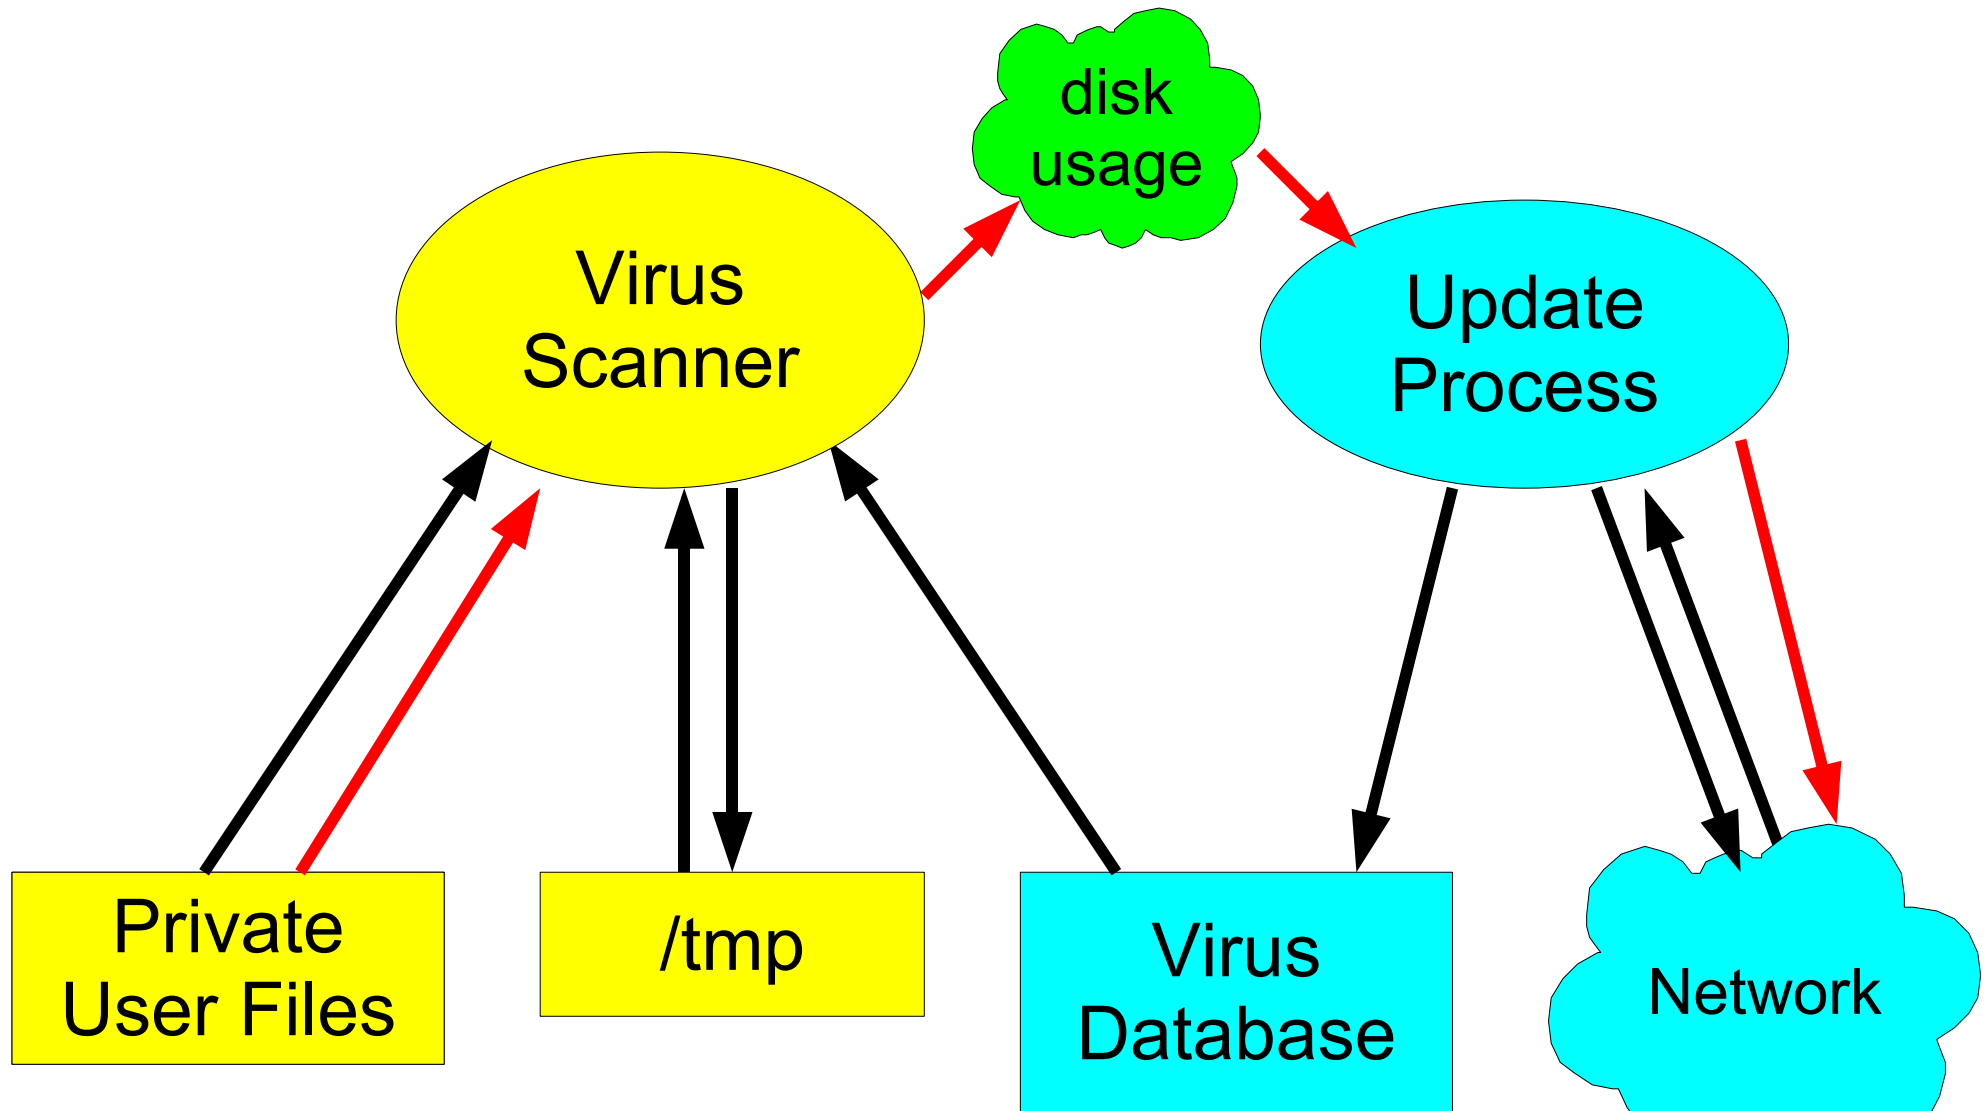 disk
usage
Virus
Scanner
Update
Process
Private
User Files
/tmp
Virus
Database
Network